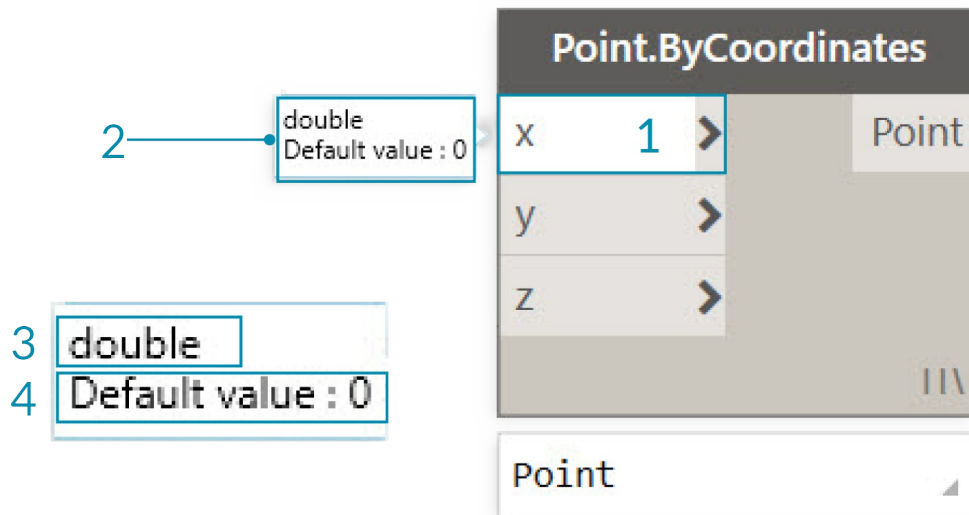 Point.ByCoordinates
2
double
Default value : 0
x
1
Point
y
z
3
double
4
Default value : 0
Point